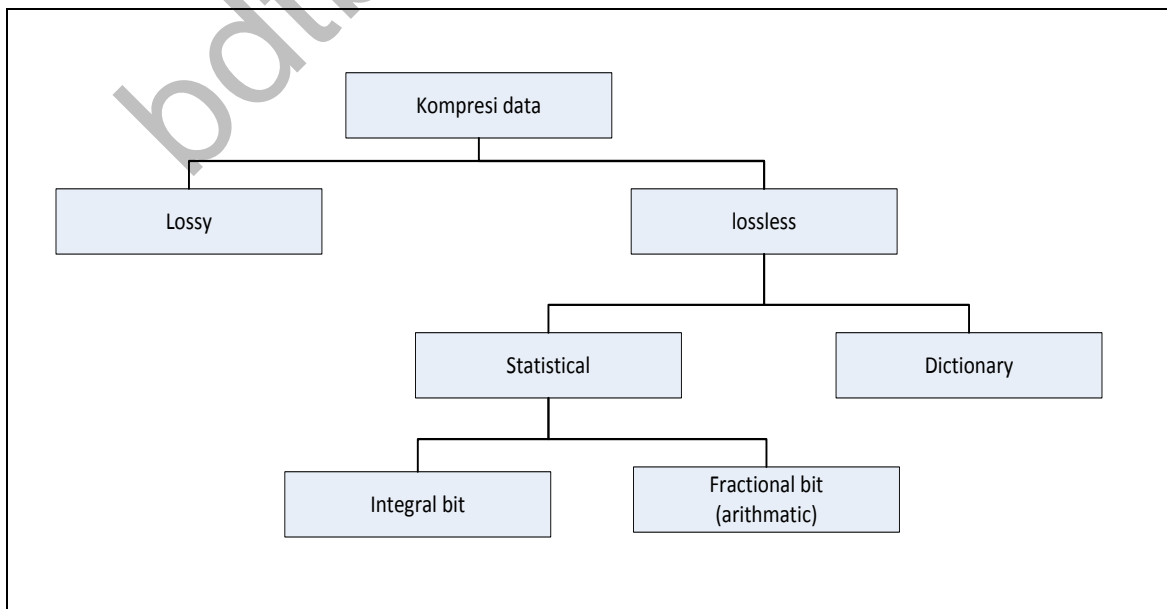 Kompresi data
Lossy
lossless
Statistical
Dictionary
Integral bit
Fractional bit
(arithmatic)